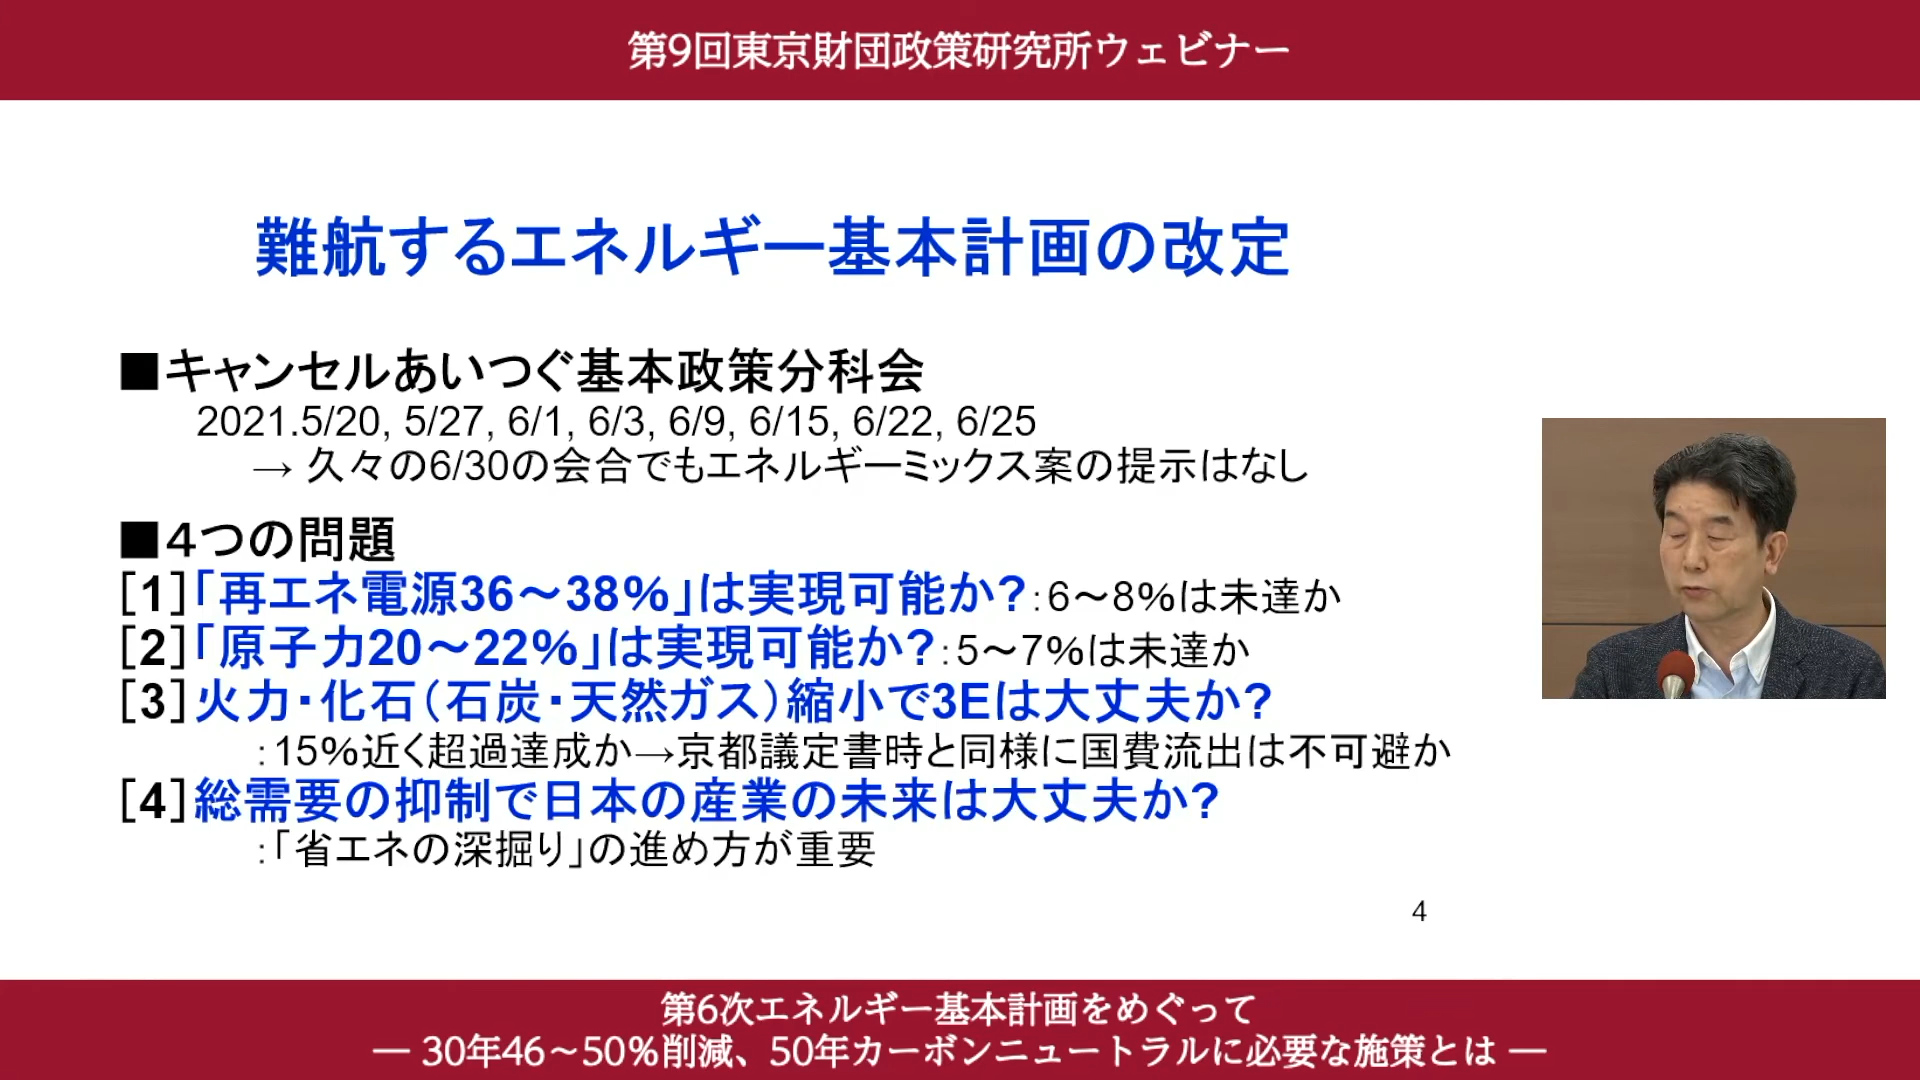 第9回東京財団政策研究所ウェビナー
難航するエネルギー基本計画の改定
■キャンセルあいつぐ基本政策分科会
2021.5/20, 5/27, 6/1, 6/3, 6/9, 6/15, 6/22, 6/25
→ 久々の6/30の会合でもエネルギーミックス案の提示はなし
■４つの問題
［1］「再エネ電源36～38%」は実現可能か？：6～8%は未達か
［2］「原子力20～22%」は実現可能か？：5～7%は未達か
［3］火力・化石（石炭・天然ガス）縮小で3Eは大丈夫か？
：15%近く超過達成か→京都議定書時と同様に国費流出は不可避か
［4］総需要の抑制で日本の産業の未来は大丈夫か？
：「省エネの深掘り」の進め方が重要
4
第6次エネルギー基本計画をめぐって
― 30年46～50%削減、50年カーボンニュートラルに必要な施策とは ―